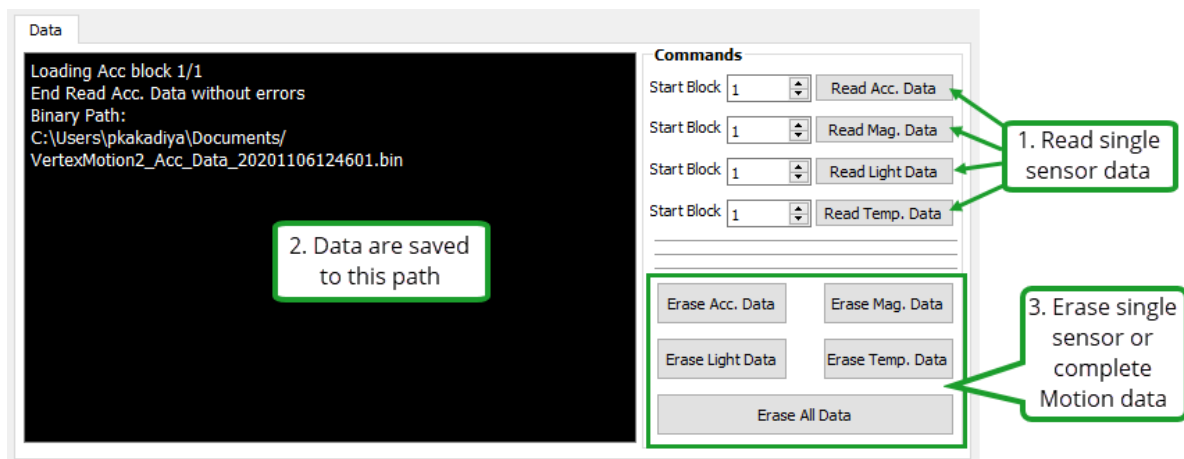 Data
Loading Acc block 1/1
End Read Acc. Data without errors
Binary Path:
C:\Users\pkakadiya\Documents/
VertexMotion2_Acc_Data_20201106124601.bin
2. Data are saved
to this path
Commands
Start Block 1 Read Acc. Data
Start Block 1 Read Mag. Data
Start Block 1 Read Light Data
Start Block 1 Read Temp. Data
1. Read single
sensor data
Erase Acc. Data Erase Mag. Data
Erase Light Data Erase Temp. Data
Erase All Data
3. Erase single
sensor or
complete
Motion data